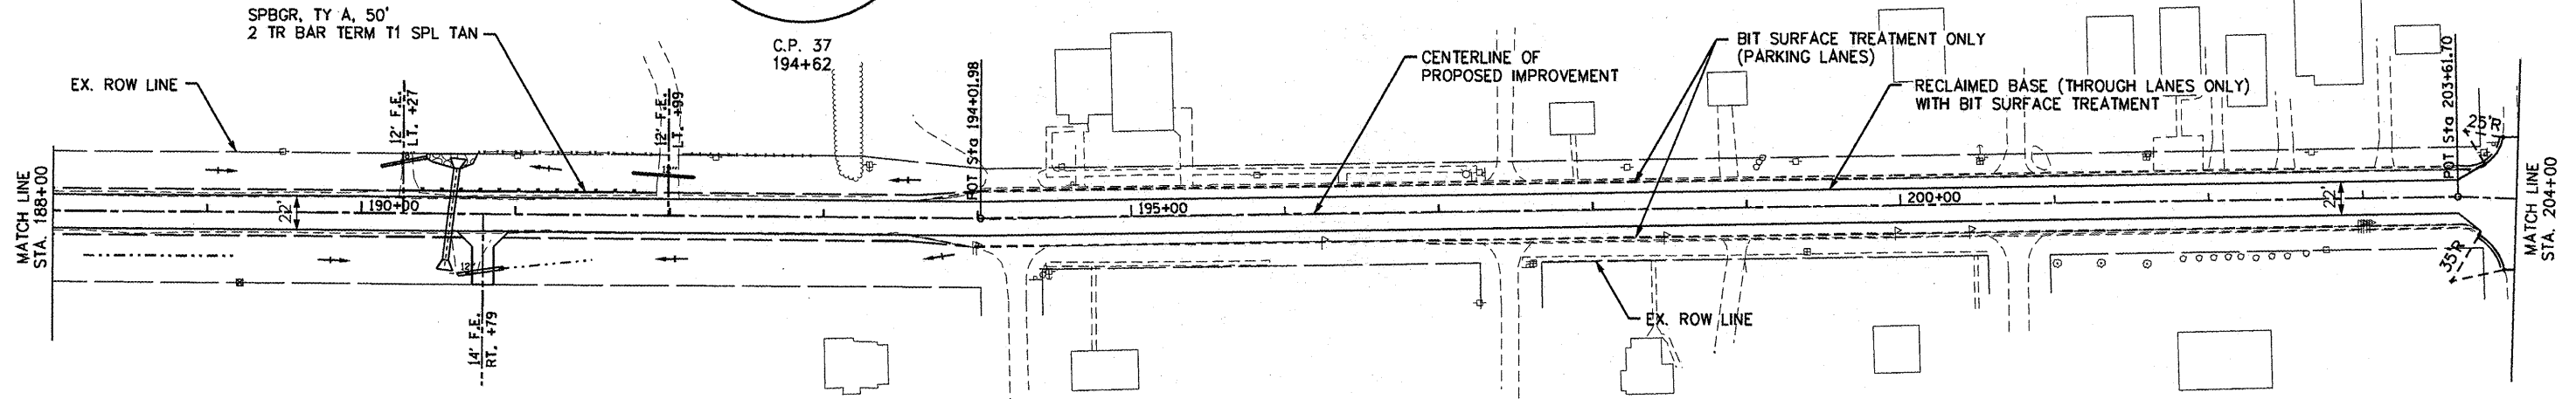 SPBGR, TY A, 50'
2 TR BAR TERM T1 SPL TAN
EX. ROW LINE
C.P. 37
194+62
CENTERLINE OF
PROPOSED IMPROVEMENT
BIT SURFACE TREATMENT ONLY
(PARKING LANES)
RECLAIMED BASE (THROUGH LANES ONLY)
WITH BIT SURFACE TREATMENT
12' F.E.
LT. +27
12' F.E.
LT. +99
POT Sta 194+01.98
POT Sta 203+61.70
25'R
MATCH LINE
STA. 188+00
22'
190+00
195+00
200+00
22'
MATCH LINE
STA. 204+00
12'
14' F.E.
RT. +79
35'R
EX. ROW LINE